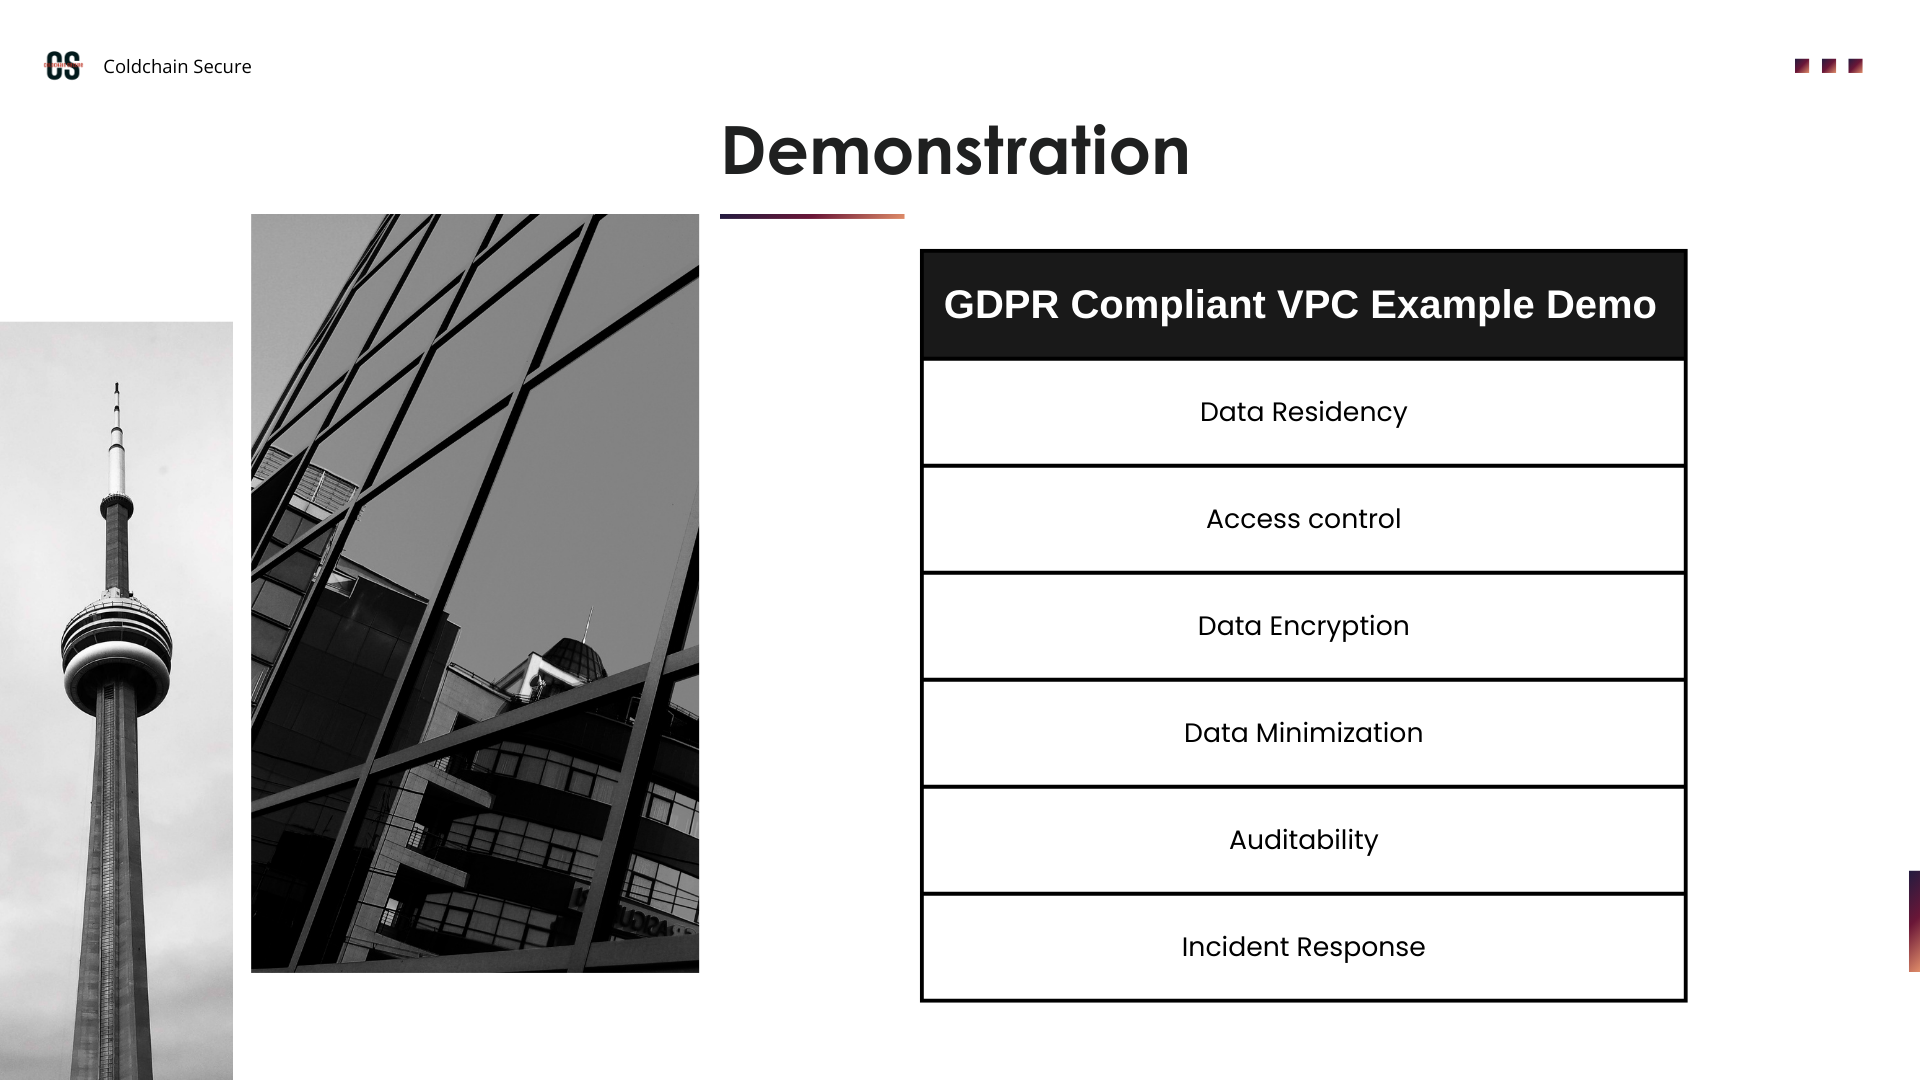 CS
Coldchain Secure
Demonstration
GDPR Compliant VPC Example Demo
Data Residency
Access control
Data Encryption
Data Minimization
Auditability
Incident Response